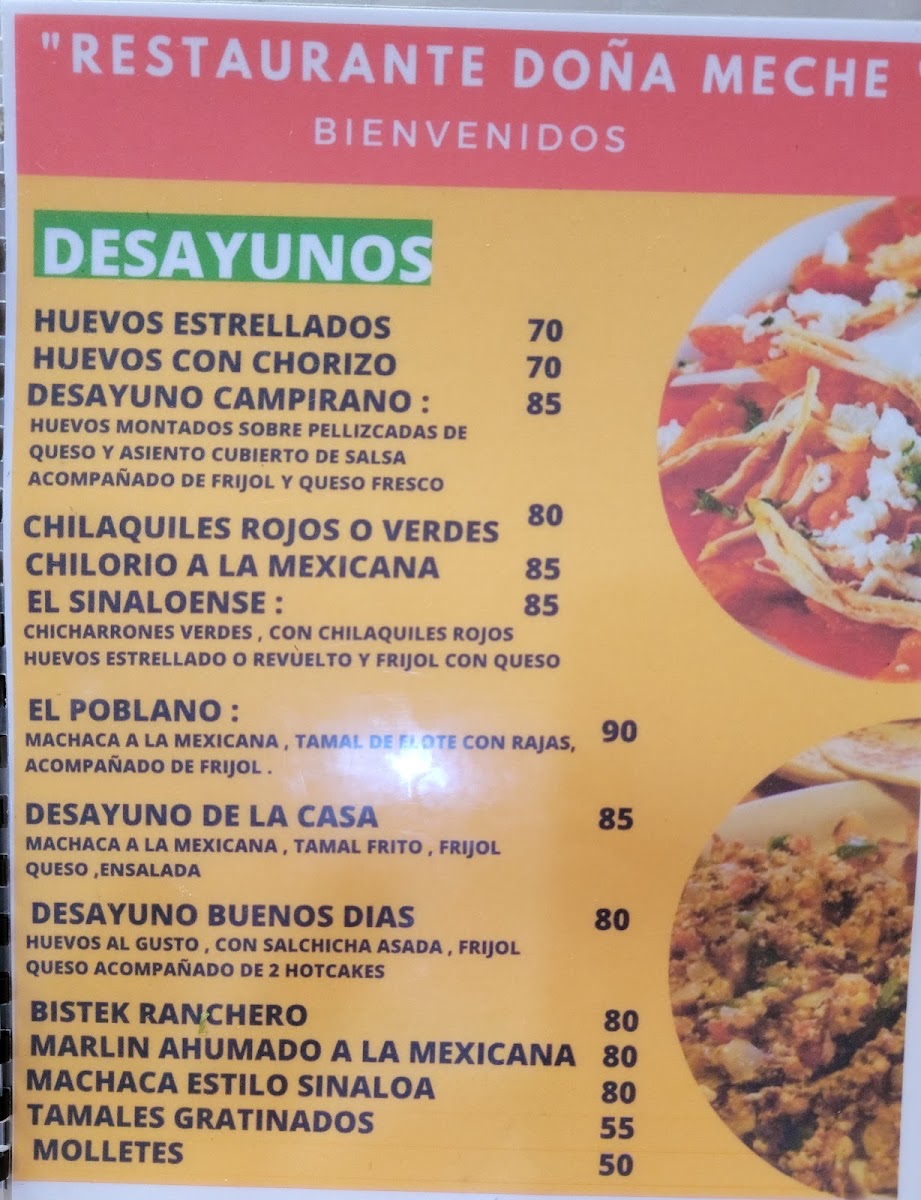 "RESTAURANTE DOÑA MECHE "
BIENVENIDOS
DESAYUNOS
HUEVOS ESTRELLADOS 70
HUEVOS CON CHORIZO 70
DESAYUNO CAMPIRANO : 85
HUEVOS MONTADOS SOBRE PELLIZCADAS DE
QUESO Y ASIENTO CUBIERTO DE SALSA
ACOMPAÑADO DE FRIJOL Y QUESO FRESCO
CHILAQUILES ROJOS O VERDES 80
CHILORIO A LA MEXICANA 85
EL SINALOENSE : 85
CHICHARRONES VERDES , CON CHILAQUILES ROJOS
HUEVOS ESTRELLADO O REVUELTO Y FRIJOL CON QUESO
EL POBLANO : 90
MACHACA A LA MEXICANA , TAMAL DE ELOTE CON RAJAS,
ACOMPAÑADO DE FRIJOL .
DESAYUNO DE LA CASA 85
MACHACA A LA MEXICANA , TAMAL FRITO , FRIJOL
QUESO ,ENSALADA
DESAYUNO BUENOS DIAS 80
HUEVOS AL GUSTO , CON SALCHICHA ASADA , FRIJOL
QUESO ACOMPAÑADO DE 2 HOTCAKES
BISTEK RANCHERO 80
MARLIN AHUMADO A LA MEXICANA 80
MACHACA ESTILO SINALOA 80
TAMALES GRATINADOS 55
MOLLETES 50